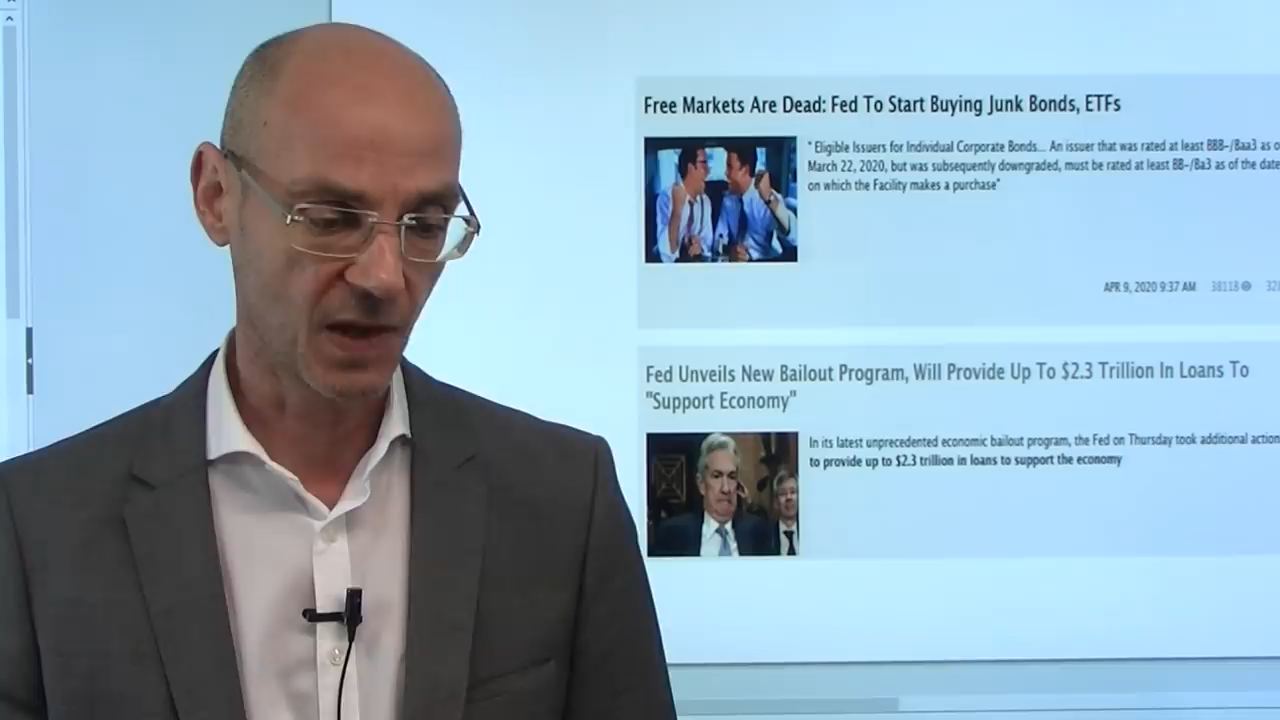 Free Markets Are Dead: Fed To Start Buying Junk Bonds, ETFs
" Eligible Issuers for Individual Corporate Bonds... An issuer that was rated at least BBB-/Baa3 as o
March 22, 2020, but was subsequently downgraded, must be rated at least BB-/Ba3 as of the date
on which the Facility makes a purchase"
APR 9, 2020 9:37 AM 38118 32
Fed Unveils New Bailout Program, Will Provide Up To $2.3 Trillion In Loans To
"Support Economy"
In its latest unprecedented economic bailout program, the Fed on Thursday took additional action
to provide up to $2.3 trillion in loans to support the economy